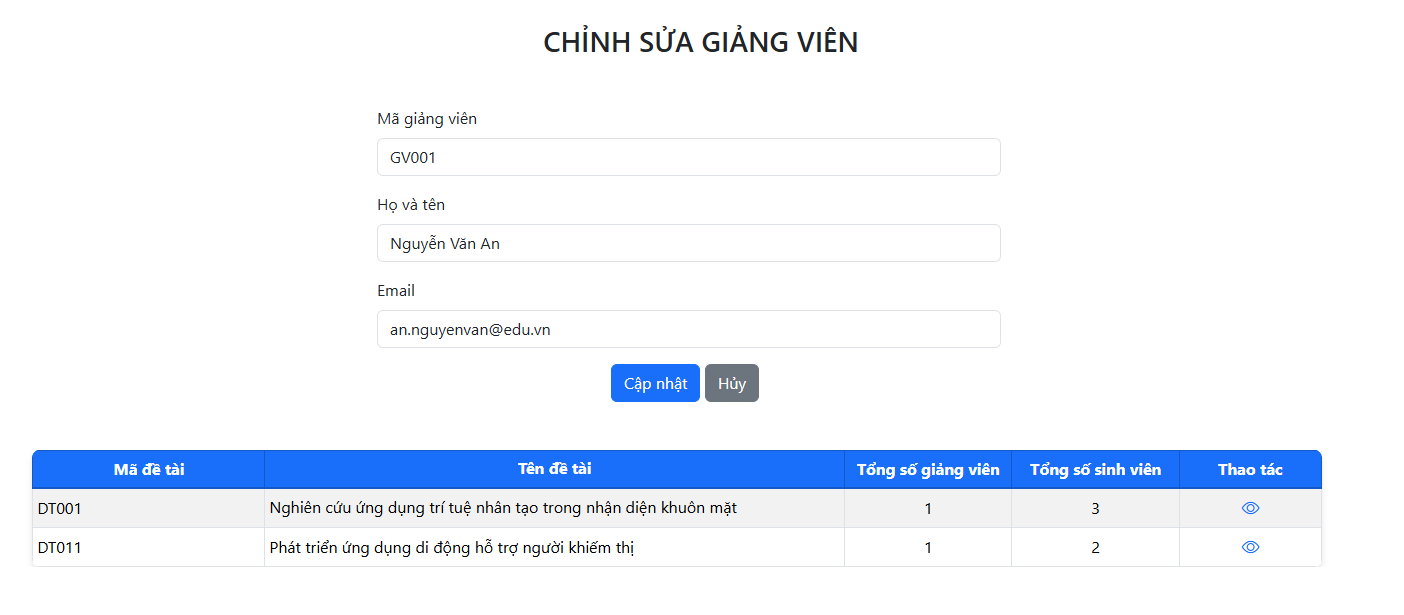 CHỈNH SỬA GIẢNG VIÊN
Mã giảng viên
GV001
Họ và tên
Nguyễn Văn An
Email
an.nguyenvan@edu.vn
Cập nhật Hủy
Mã đề tài Tên đề tài Tổng số giảng viên Tổng số sinh viên Thao tác
DT001 Nghiên cứu ứng dụng trí tuệ nhân tạo trong nhận diện khuôn mặt 1 3
DT011 Phát triển ứng dụng di động hỗ trợ người khiếm thị 1 2